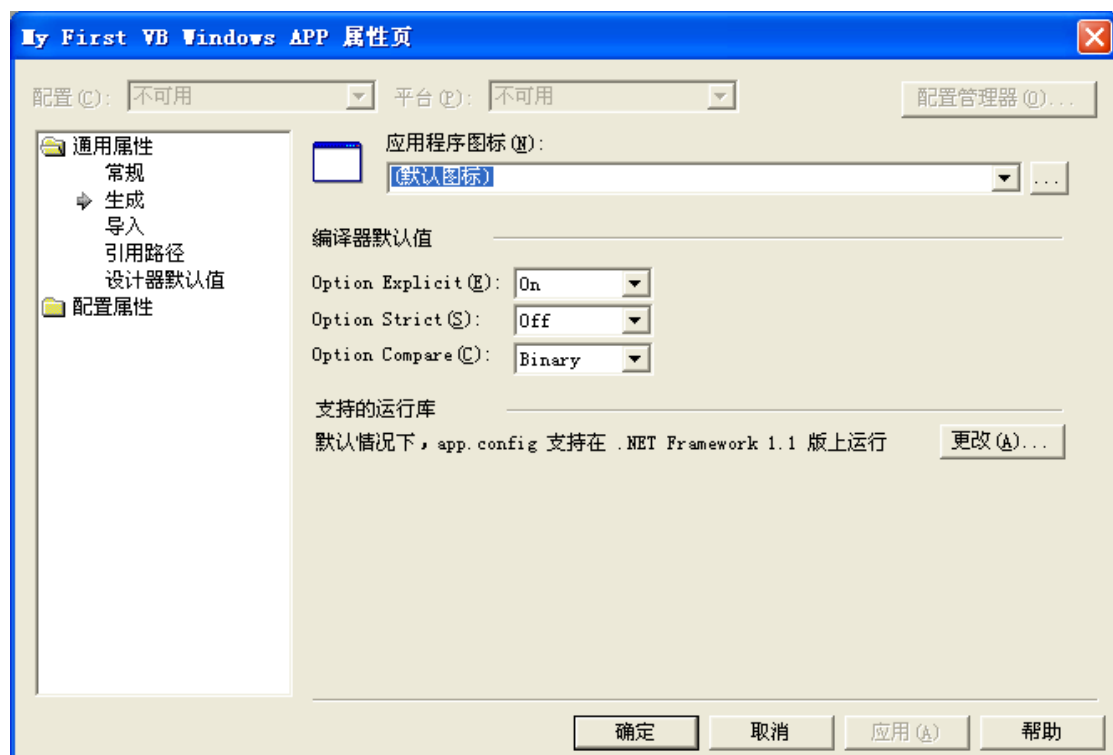 My First VB Windows APP 属性页
配置(C): 不可用 平台(P): 不可用 配置管理器(O)...
通用属性
常规
生成
导入
引用路径
设计器默认值
配置属性
应用程序图标(N):
(默认图标) ...
编译器默认值
Option Explicit(E): On
Option Strict(S): Off
Option Compare(C): Binary
支持的运行库
默认情况下，app.config 支持在 .NET Framework 1.1 版上运行 更改(A)...
确定 取消 应用(A) 帮助